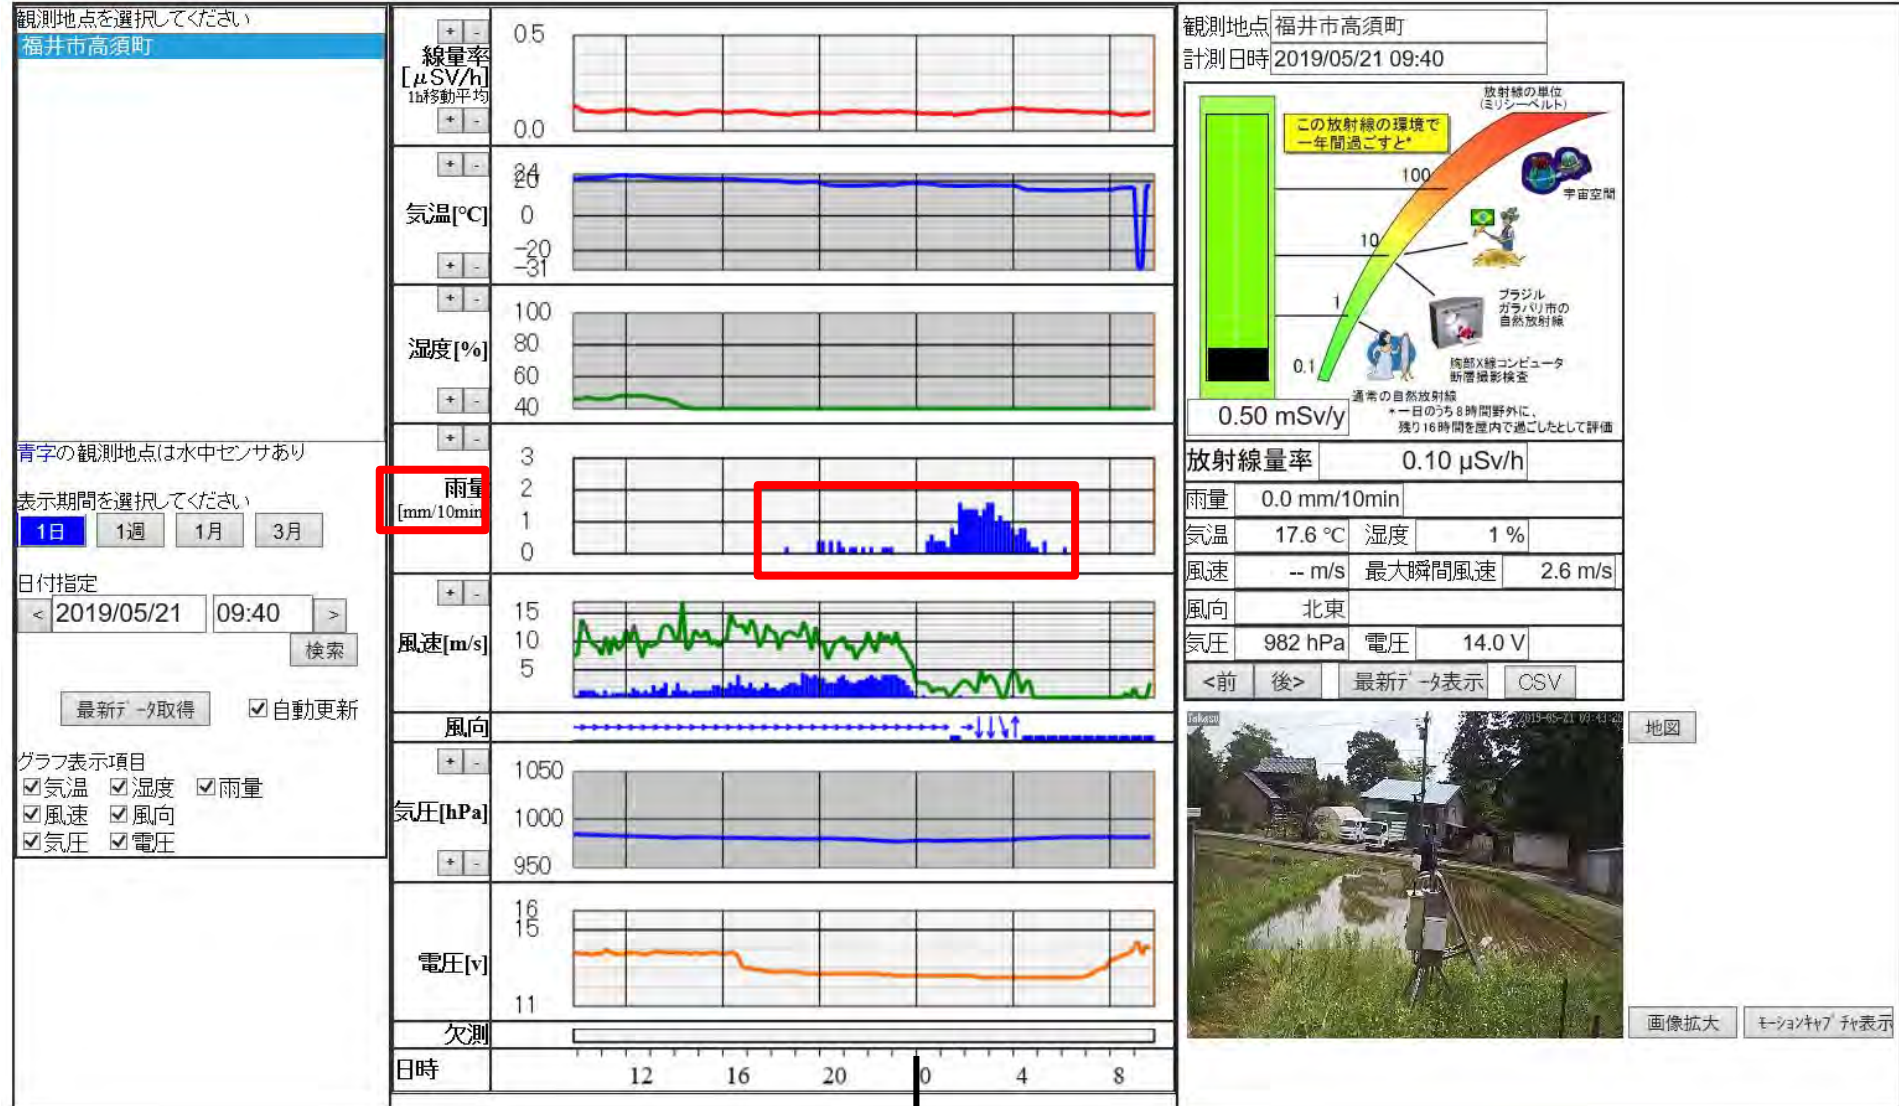 観測地点を選択してください
福井市高須町
青字の観測地点は水中センサあり
表示期間を選択してください
1日 1週 1月 3月
日付指定
< 2019/05/21 09:40 >
検索
最新ﾃﾞｰﾀ取得 自動更新
グラフ表示項目
気温 湿度 雨量
風速 風向
気圧 電圧
+ -
線量率
[μSV/h]
1h移動平均
+ -
0.5
0.0
+ -
気温[°C]
+ -
24
20
0
-20
-31
+ -
湿度[%]
+ -
100
80
60
40
+ -
雨量
[mm/10min
3
2
1
0
+ -
風速[m/s]
15
10
5
風向
+ -
気圧[hPa]
+ -
1050
1000
950
電圧[v]
16
15
11
欠測
日時
12 16 20 0 4 8
観測地点 福井市高須町
計測日時 2019/05/21 09:40
放射線の単位
(ミリシーベルト)
この放射線の環境で
一年間過ごすと*
100
10
1
0.1
宇宙空間
ブラジル
ガラパリ市の
自然放射線
胸部X線コンピュータ
断層撮影検査
通常の自然放射線
*一日のうち8時間野外に、
残り16時間を屋内で過ごしたとして評価
0.50 mSv/y
放射線量率 0.10 μSv/h
雨量 0.0 mm/10min
気温 17.6 °C 湿度 1 %
風速 -- m/s 最大瞬間風速 2.6 m/s
風向 北東
気圧 982 hPa 電圧 14.0 V
<前 後> 最新ﾃﾞｰﾀ表示 CSV
Takasu 2019-05-21 09:43:26
地図
画像拡大 ﾓｰｼｮﾝｷｬﾌﾟﾁｬ表示